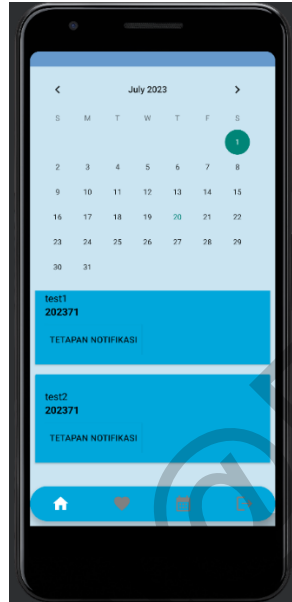 July 2023
S M T W T F S
1
2 3 4 5 6 7 8
9 10 11 12 13 14 15
16 17 18 19 20 21 22
23 24 25 26 27 28 29
30 31
test1
202371
TETAPAN NOTIFIKASI
test2
202371
TETAPAN NOTIFIKASI